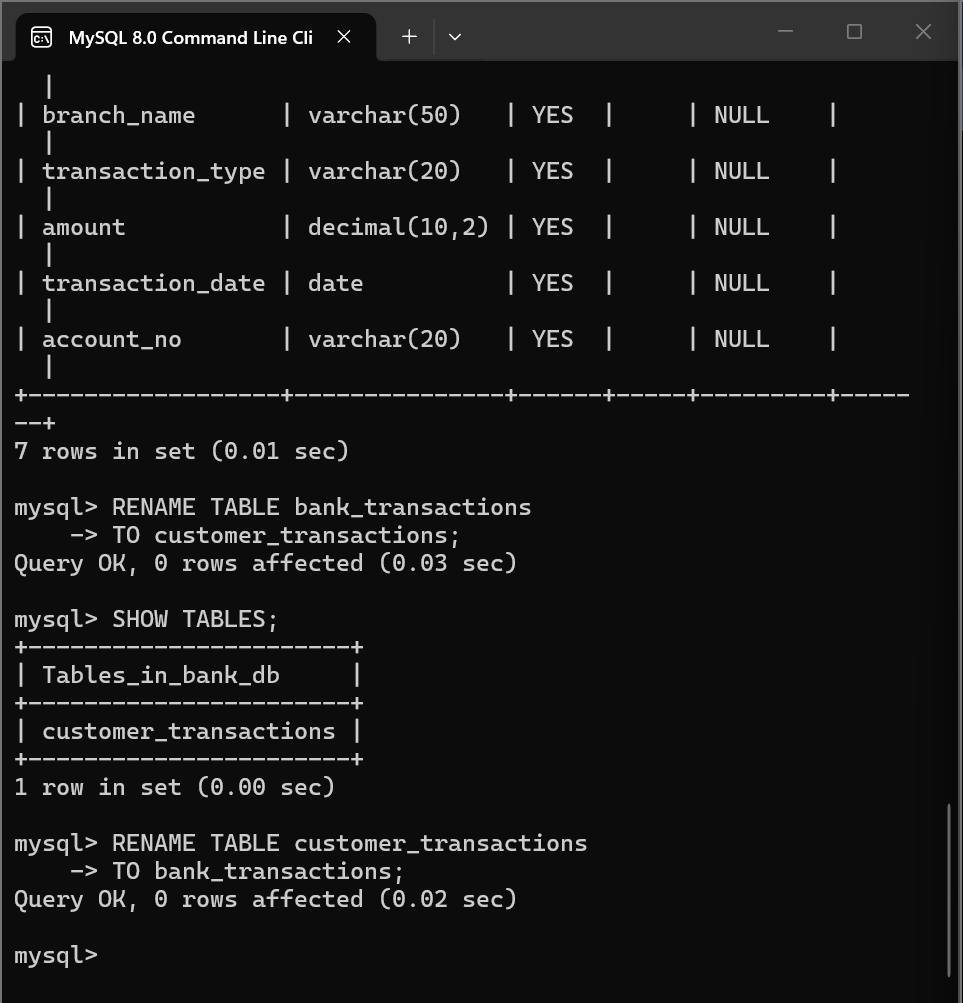 MySQL 8.0 Command Line Cli
|
| branch_name      | varchar(50)   | YES  |     | NULL    |
|
| transaction_type | varchar(20)   | YES  |     | NULL    |
|
| amount           | decimal(10,2) | YES  |     | NULL    |
|
| transaction_date | date          | YES  |     | NULL    |
|
| account_no       | varchar(20)   | YES  |     | NULL    |
|
+------------------+---------------+------+-----+---------+-----
--+
7 rows in set (0.01 sec)
mysql> RENAME TABLE bank_transactions
    -> TO customer_transactions;
Query OK, 0 rows affected (0.03 sec)
mysql> SHOW TABLES;
+-----------------------+
| Tables_in_bank_db     |
+-----------------------+
| customer_transactions |
+-----------------------+
1 row in set (0.00 sec)
mysql> RENAME TABLE customer_transactions
    -> TO bank_transactions;
Query OK, 0 rows affected (0.02 sec)
mysql>